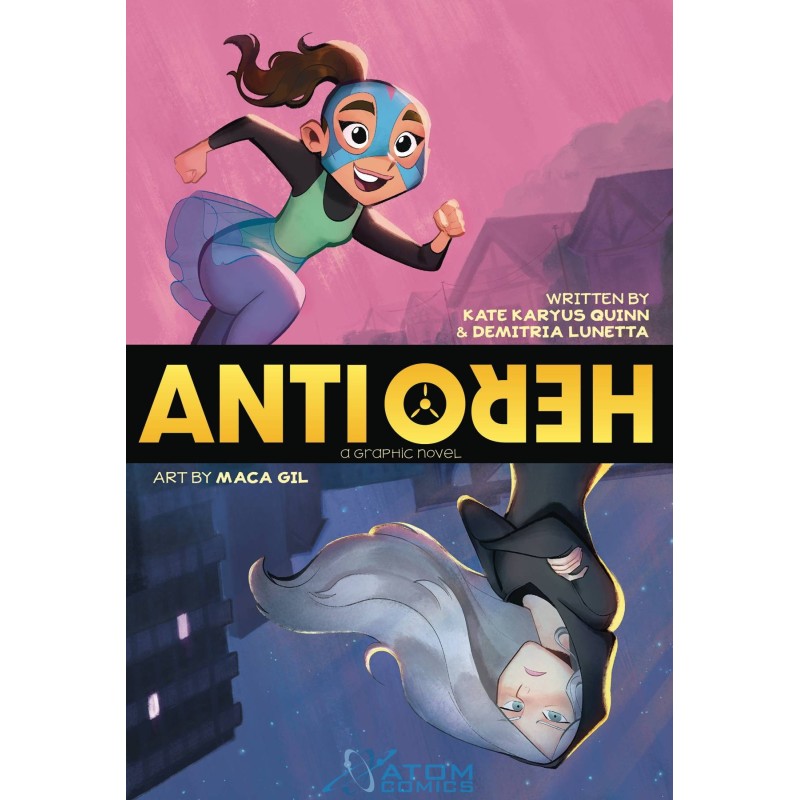 WRITTEN BY
KATE KARYUS QUINN
& DEMITRIA LUNETTA
ANTI HERO
a graphic novel
ART BY MACA GIL
ATOM
COMICS